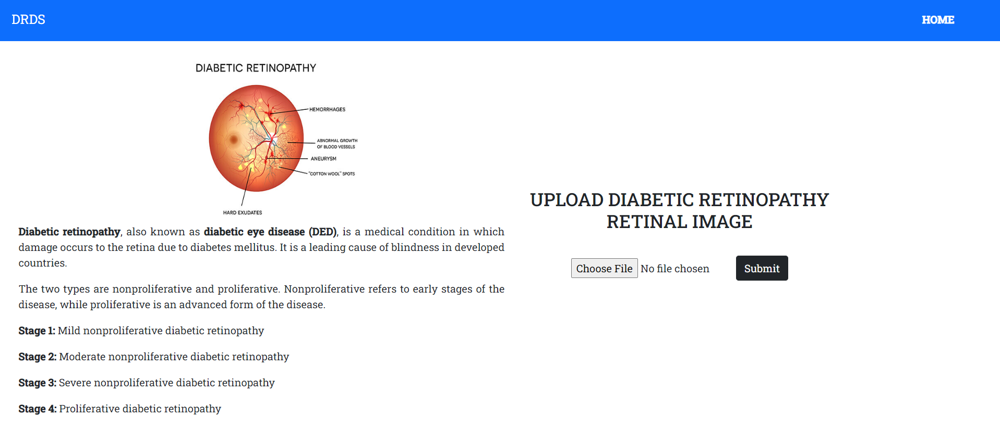 DRDS
HOME
DIABETIC RETINOPATHY
HEMORRHAGES
ABNORMAL GROWTH
OF BLOOD VESSELS
ANEURYSM
"COTTON WOOL" SPOTS
HARD EXUDATES
Diabetic retinopathy, also known as diabetic eye disease (DED), is a medical condition in which
damage occurs to the retina due to diabetes mellitus. It is a leading cause of blindness in developed
countries.
The two types are nonproliferative and proliferative. Nonproliferative refers to early stages of the
disease, while proliferative is an advanced form of the disease.
Stage 1: Mild nonproliferative diabetic retinopathy
Stage 2: Moderate nonproliferative diabetic retinopathy
Stage 3: Severe nonproliferative diabetic retinopathy
Stage 4: Proliferative diabetic retinopathy
UPLOAD DIABETIC RETINOPATHY
RETINAL IMAGE
Choose File No file chosen
Submit